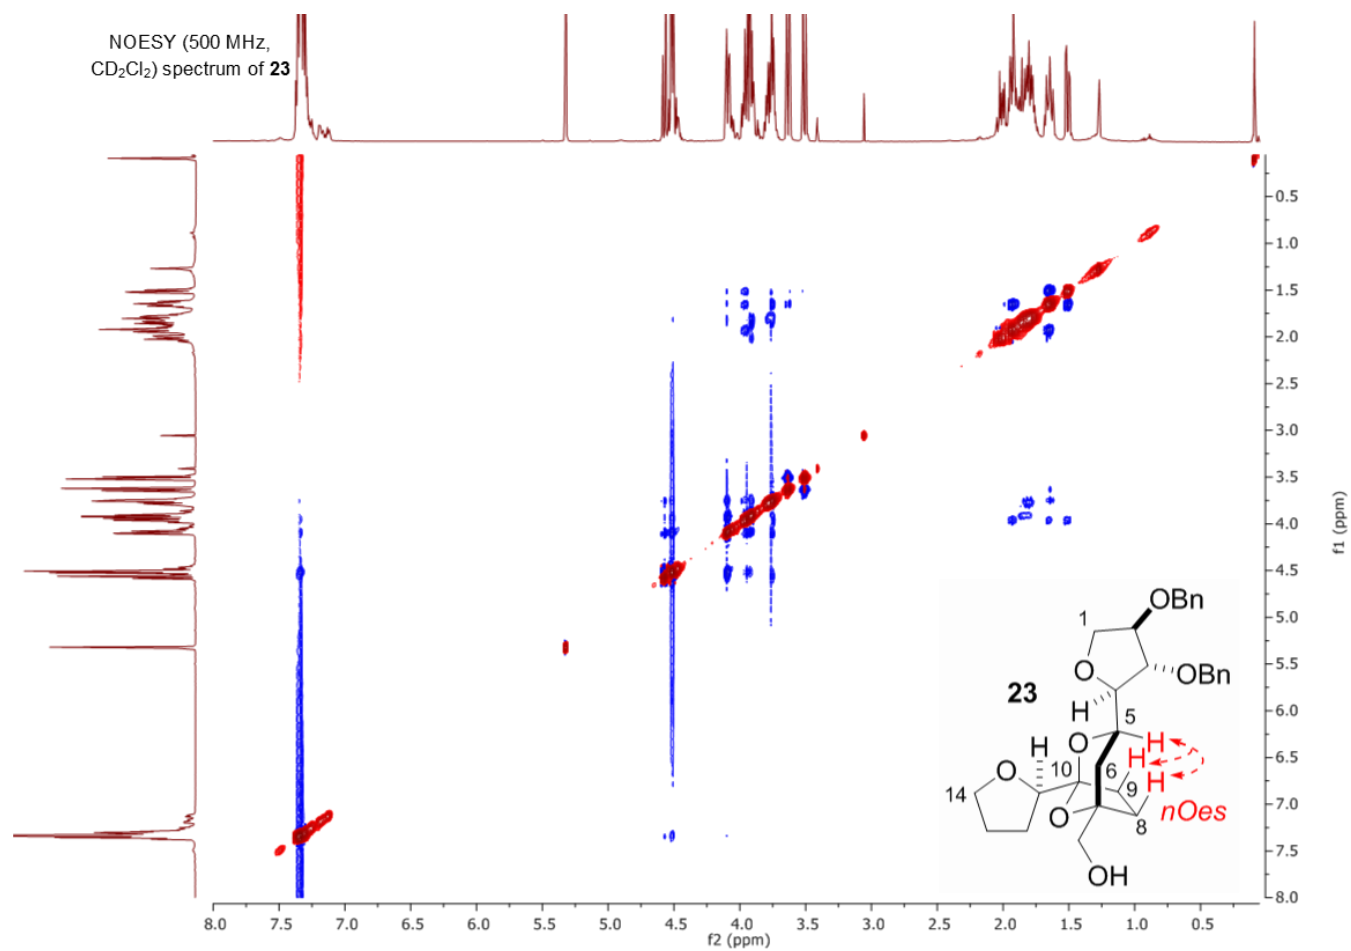 NOESY (500 MHz,
CD₂Cl₂) spectrum of 23
0.5
1.0
1.5
2.0
2.5
3.0
3.5
4.0
4.5
5.0
5.5
6.0
6.5
7.0
7.5
8.0
f1 (ppm)
8.0 7.5 7.0 6.5 6.0 5.5 5.0 4.5 4.0 3.5 3.0 2.5 2.0 1.5 1.0 0.5
f2 (ppm)
OBn
1
O
OBn
23
H
5
H
O
H
H
10
6
O
9
H
14
O
8
nOes
OH